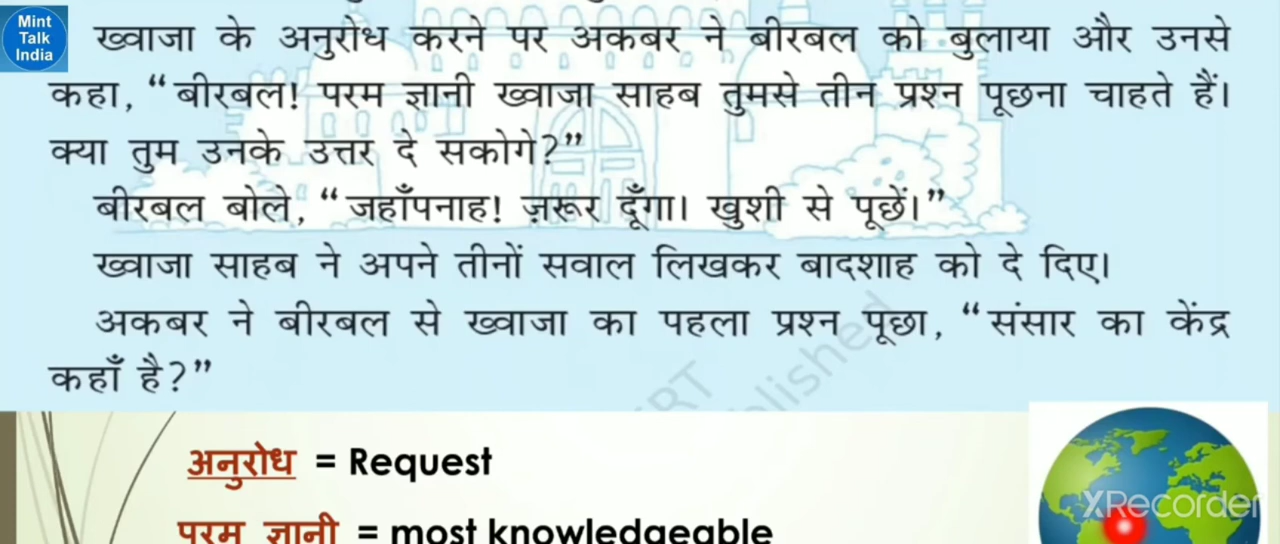 Mint
Talk
India
ख्वाजा के अनुरोध करने पर अकबर ने बीरबल को बुलाया और उनसे
कहा, “बीरबल! परम ज्ञानी ख्वाजा साहब तुमसे तीन प्रश्न पूछना चाहते हैं।
क्या तुम उनके उत्तर दे सकोगे?”
बीरबल बोले, “जहाँपनाह! ज़रूर दूँगा। खुशी से पूछें।”
ख्वाजा साहब ने अपने तीनों सवाल लिखकर बादशाह को दे दिए।
अकबर ने बीरबल से ख्वाजा का पहला प्रश्न पूछा, “संसार का केंद्र
कहाँ है?”
अनुरोध = Request
परम ज्ञानी = most knowledgeable
XRecorder